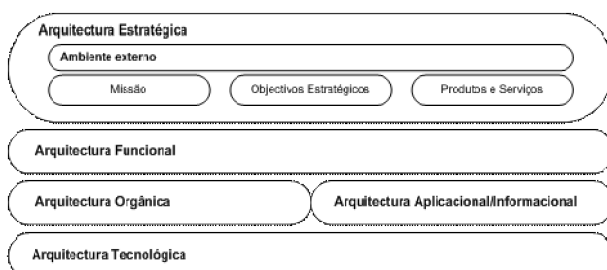 Arquitectura Estratégica
Ambiente externo
Missão
Objectivos Estratégicos
Produtos e Serviços
Arquitectura Funcional
Arquitectura Orgânica
Arquitectura Aplicacional/Informacional
Arquitectura Tecnológica